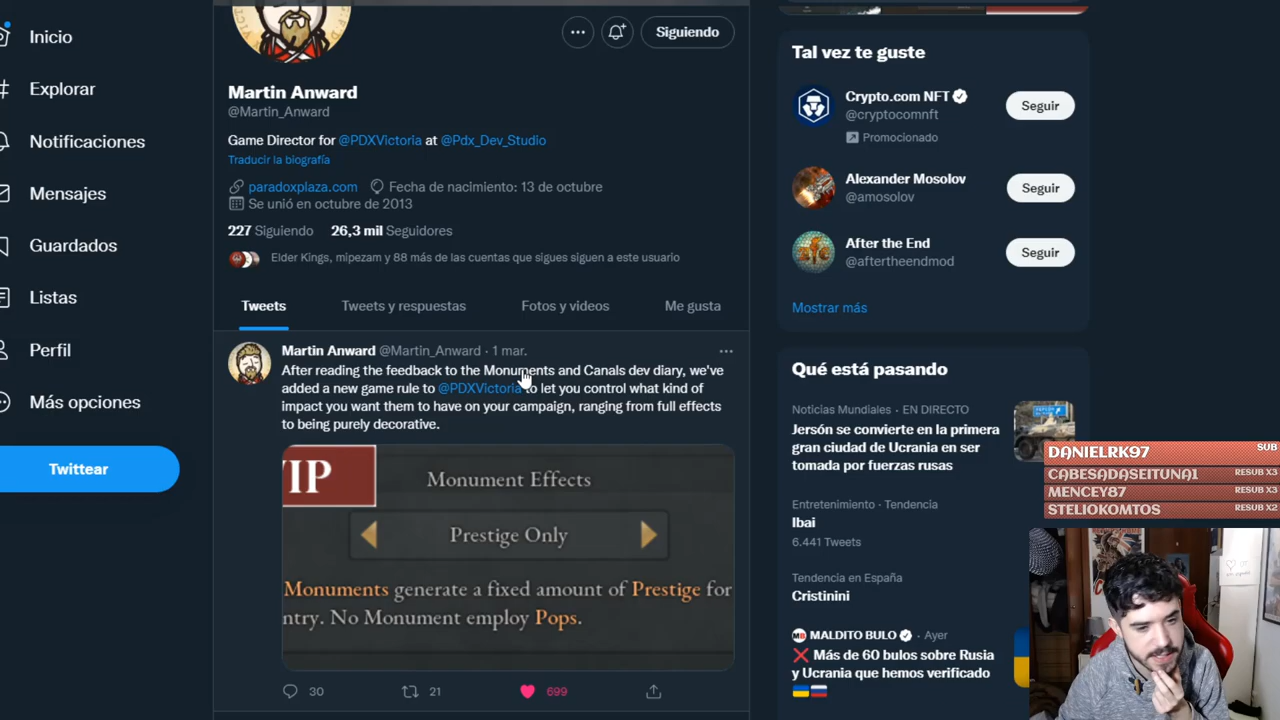 Inicio
Explorar
Notificaciones
Mensajes
Guardados
Listas
Perfil
Más opciones
Twittear
Siguiendo
Martin Anward
@Martin_Anward
Game Director for @PDXVictoria at @Pdx_Dev_Studio
Traducir la biografía
paradoxplaza.com Fecha de nacimiento: 13 de octubre
Se unió en octubre de 2013
227 Siguiendo 26,3 mil Seguidores
Elder Kings, mipezam y 88 más de las cuentas que sigues siguen a este usuario
Tweets Tweets y respuestas Fotos y videos Me gusta
Martin Anward @Martin_Anward · 1 mar.
After reading the feedback to the Monuments and Canals dev diary, we've
added a new game rule to @PDXVictoria to let you control what kind of
impact you want them to have on your campaign, ranging from full effects
to being purely decorative.
VIP
Monument Effects
Prestige Only
Monuments generate a fixed amount of Prestige for
ntry. No Monument employ Pops.
30 21 699
Tal vez te guste
Crypto.com NFT
@cryptocomnft
Promocionado
Seguir
Alexander Mosolov
@amosolov
Seguir
After the End
@aftertheendmod
Seguir
Mostrar más
Qué está pasando
Noticias Mundiales · EN DIRECTO
Jersón se convierte en la primera
gran ciudad de Ucrania en ser
tomada por fuerzas rusas
Entretenimiento · Tendencia
Ibai
6.441 Tweets
Tendencia en España
Cristinini
MALDITO BULO · Ayer
❌ Más de 60 bulos sobre Rusia
y Ucrania que hemos verificado
DANIELRK97 SUB
CABESADASEITUNA1 RESUB X3
MENCEY87 RESUB X3
STELIOKOMTOS RESUB X2